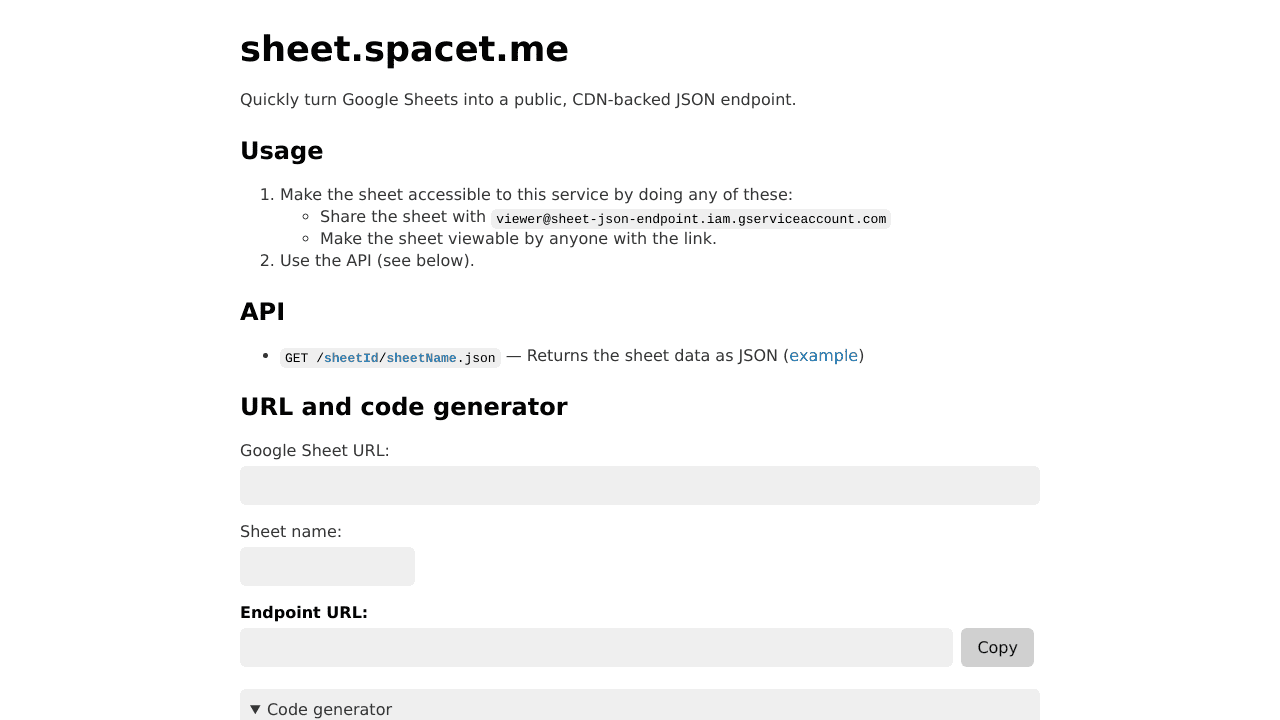 sheet.spacet.me
Quickly turn Google Sheets into a public, CDN-backed JSON endpoint.
Usage
1. Make the sheet accessible to this service by doing any of these:
◦ Share the sheet with viewer@sheet-json-endpoint.iam.gserviceaccount.com
◦ Make the sheet viewable by anyone with the link.
2. Use the API (see below).
API
• GET /sheetId/sheetName.json — Returns the sheet data as JSON (example)
URL and code generator
Google Sheet URL:
Sheet name:
Endpoint URL:
Copy
▼ Code generator